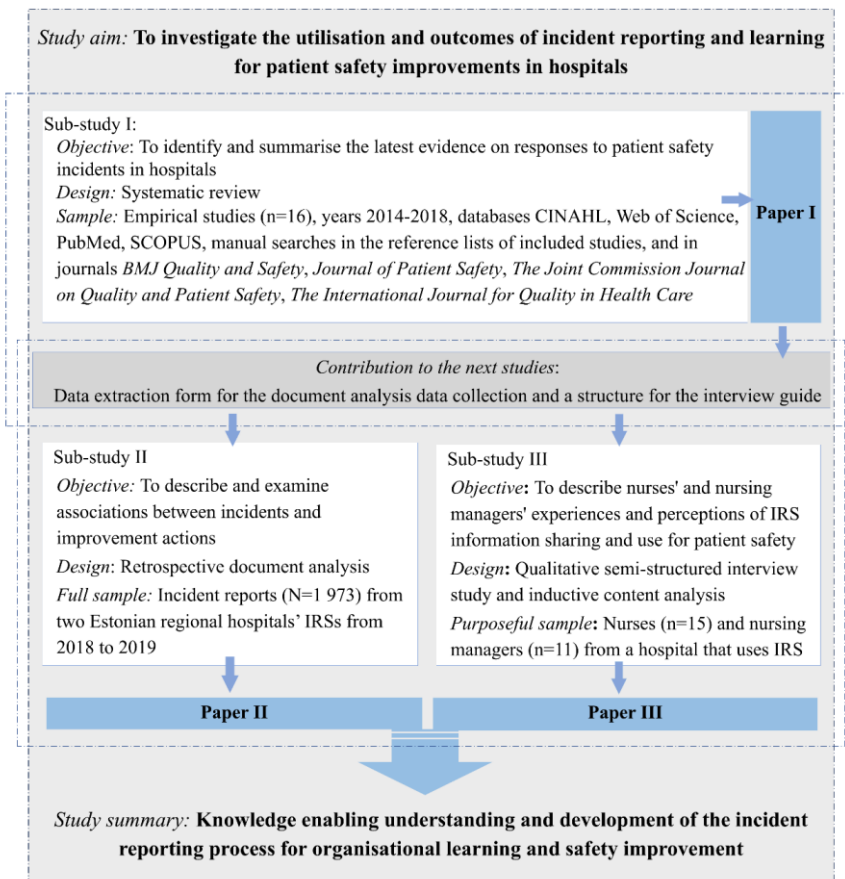 Study aim: To investigate the utilisation and outcomes of incident reporting and learning
for patient safety improvements in hospitals
Sub-study I:
Objective: To identify and summarise the latest evidence on responses to patient safety
incidents in hospitals
Design: Systematic review
Sample: Empirical studies (n=16), years 2014-2018, databases CINAHL, Web of Science,
PubMed, SCOPUS, manual searches in the reference lists of included studies, and in
journals BMJ Quality and Safety, Journal of Patient Safety, The Joint Commission Journal
on Quality and Patient Safety, The International Journal for Quality in Health Care
Paper I
Contribution to the next studies:
Data extraction form for the document analysis data collection and a structure for the interview guide
Sub-study II
Objective: To describe and examine
associations between incidents and
improvement actions
Design: Retrospective document analysis
Full sample: Incident reports (N=1 973) from
two Estonian regional hospitals' IRSs from
2018 to 2019
Paper II
Sub-study III
Objective: To describe nurses' and nursing
managers' experiences and perceptions of IRS
information sharing and use for patient safety
Design: Qualitative semi-structured interview
study and inductive content analysis
Purposeful sample: Nurses (n=15) and nursing
managers (n=11) from a hospital that uses IRS
Paper III
Study summary: Knowledge enabling understanding and development of the incident
reporting process for organisational learning and safety improvement